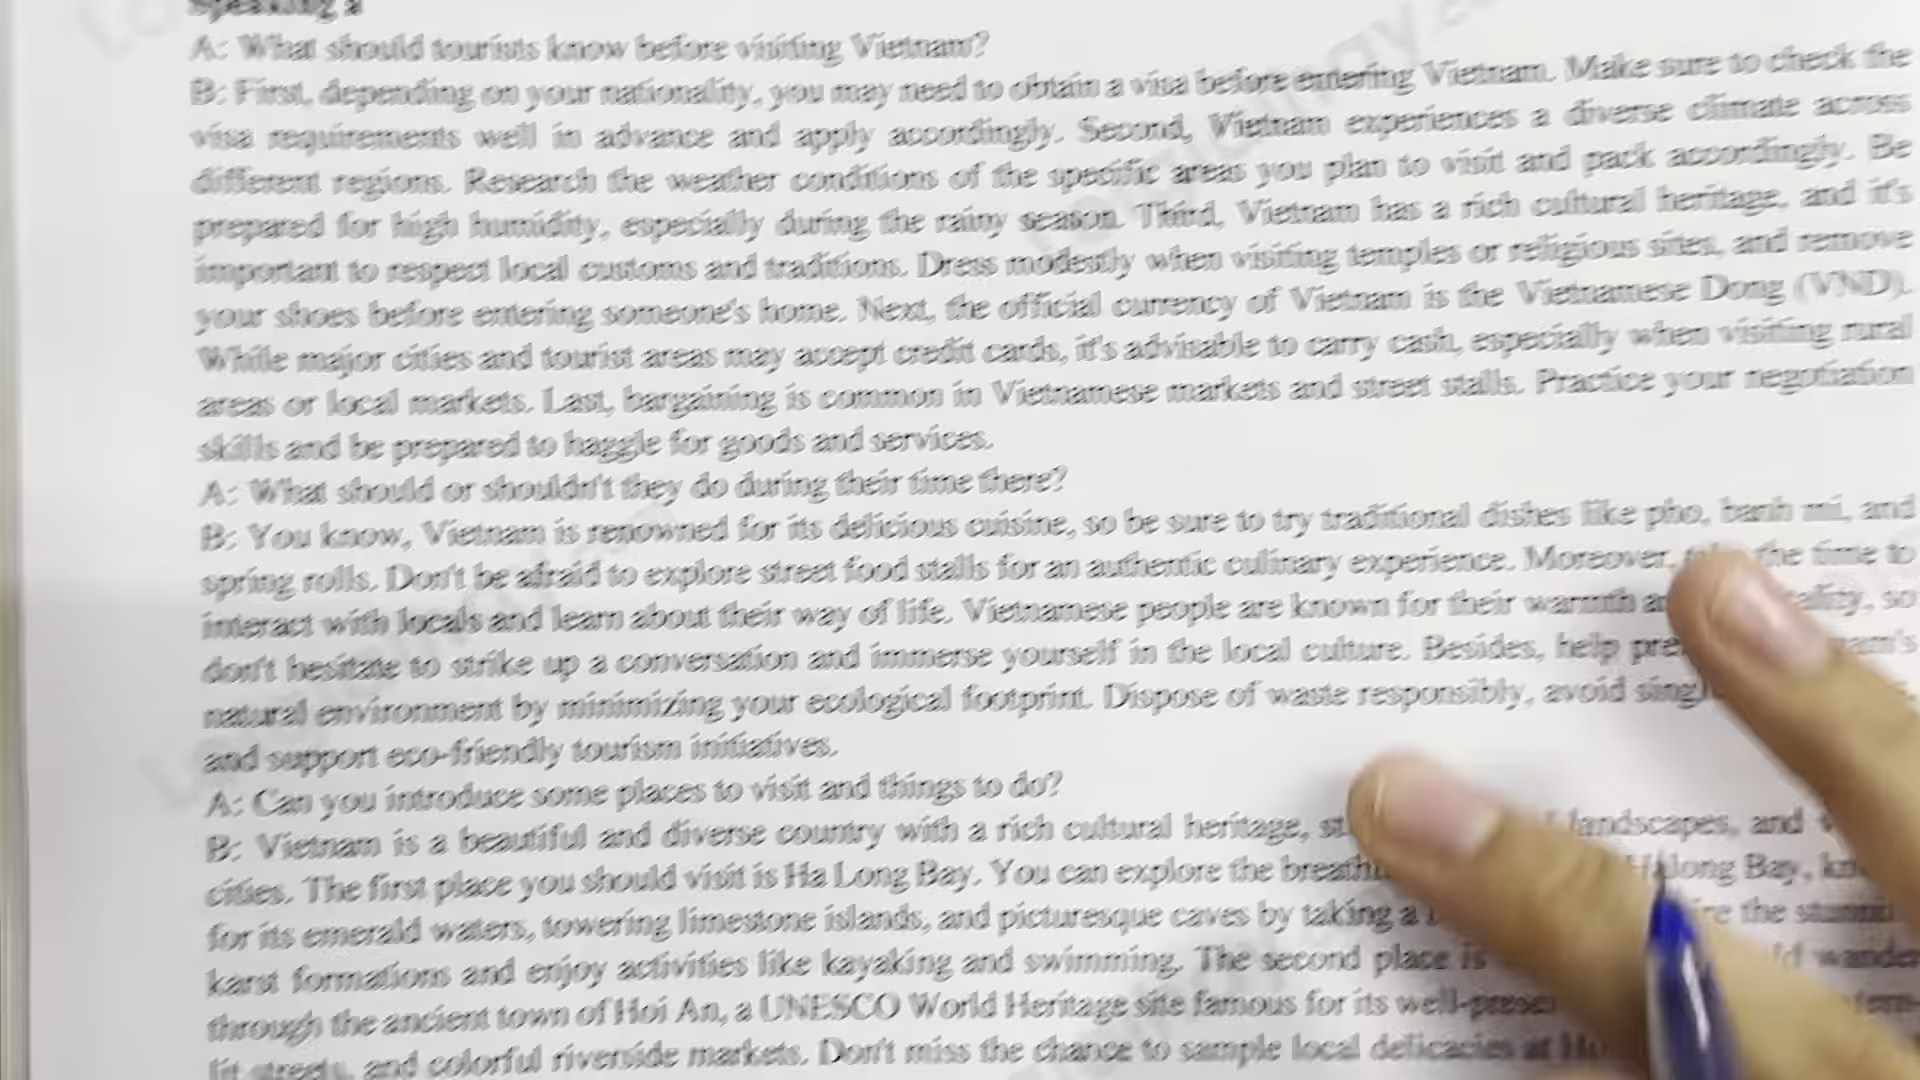 Speaking a
A: What should tourists know before visiting Vietnam?
B: First, depending on your nationality, you may need to obtain a visa before entering Vietnam. Make sure to check the
visa requirements well in advance and apply accordingly. Second, Vietnam experiences a diverse climate across
different regions. Research the weather conditions of the specific areas you plan to visit and pack accordingly. Be
prepared for high humidity, especially during the rainy season. Third, Vietnam has a rich cultural heritage, and it's
important to respect local customs and traditions. Dress modestly when visiting temples or religious sites, and remove
your shoes before entering someone's home. Next, the official currency of Vietnam is the Vietnamese Dong (VND).
While major cities and tourist areas may accept credit cards, it's advisable to carry cash, especially when visiting rural
areas or local markets. Last, bargaining is common in Vietnamese markets and street stalls. Practice your negotiation
skills and be prepared to haggle for goods and services.
A: What should or shouldn't they do during their time there?
B: You know, Vietnam is renowned for its delicious cuisine, so be sure to try traditional dishes like pho, banh mi, and
spring rolls. Don't be afraid to explore street food stalls for an authentic culinary experience. Moreover, the time to
interact with locals and learn about their way of life. Vietnamese people are known for their warmth so
don't hesitate to strike up a conversation and immerse yourself in the local culture. Besides, help
natural environment by minimizing your ecological footprint. Dispose of waste responsibly, avoid
and support eco-friendly tourism initiatives.
A: Can you introduce some places to visit and things to do?
B: Vietnam is a beautiful and diverse country with a rich cultural heritage, landscapes, and
cities. The first place you should visit is Ha Long Bay. You can explore the Halong Bay,
for its emerald waters, towering limestone islands, and picturesque caves by taking a the
karst formations and enjoy activities like kayaking and swimming. The second place is wander
through the ancient town of Hoi An, a UNESCO World Heritage site famous for its
lit streets, and colorful riverside markets. Don't miss the chance to sample local delicacies at